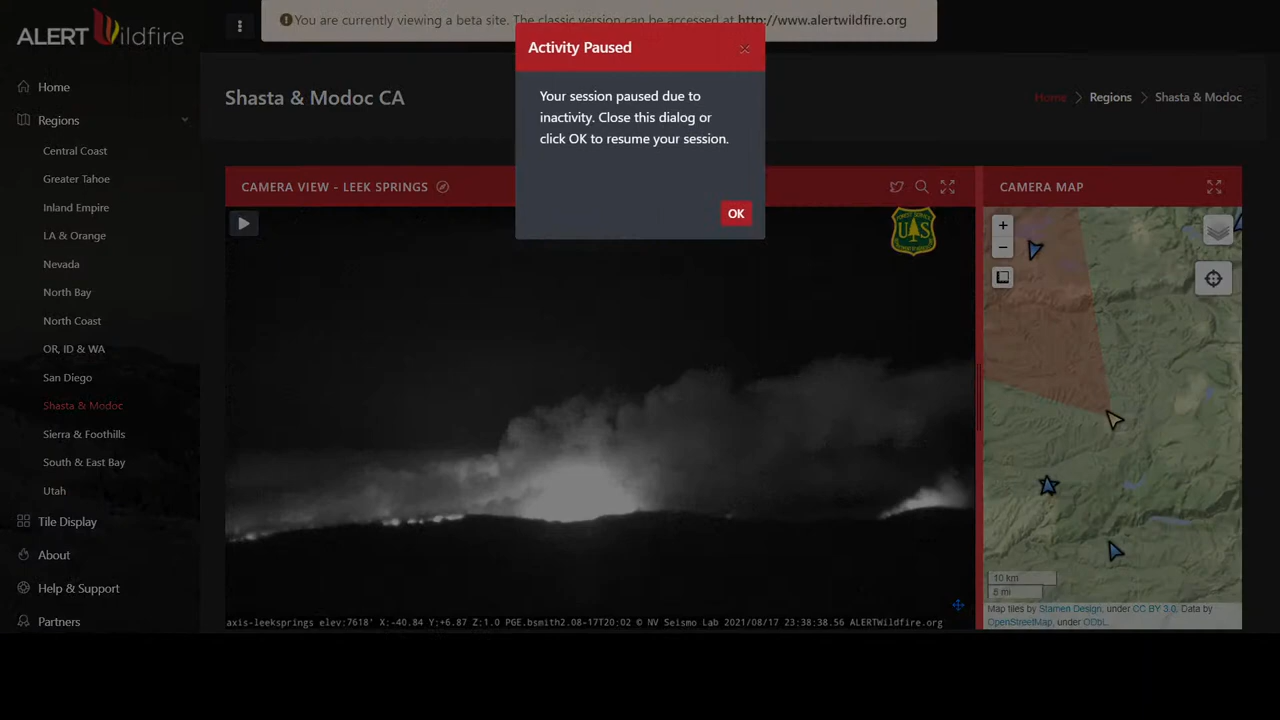 You are currently viewing a beta site. The classic version can be accessed at http://www.alertwildfire.org
ALERT Wildfire
Activity Paused
Your session paused due to
inactivity. Close this dialog or
click OK to resume your session.
OK
Home
Regions
Central Coast
Greater Tahoe
Inland Empire
LA & Orange
Nevada
North Bay
North Coast
OR, ID & WA
San Diego
Shasta & Modoc
Sierra & Foothills
South & East Bay
Utah
Tile Display
About
Help & Support
Partners
Shasta & Modoc CA
Home > Regions > Shasta & Modoc
CAMERA VIEW - LEEK SPRINGS
FOREST SERVICE
U S
axis-leeksprings elev:7618' X:-40.84 Y:+6.87 Z:1.0 PGE.bsmith2.08-17T20:02 © NV Seismo Lab 2021/08/17 23:38:38.56 ALERTWildfire.org
CAMERA MAP
+
−
10 km
8 mi
Map tiles by Stamen Design, under CC BY 3.0. Data by
OpenStreetMap, under ODbL.